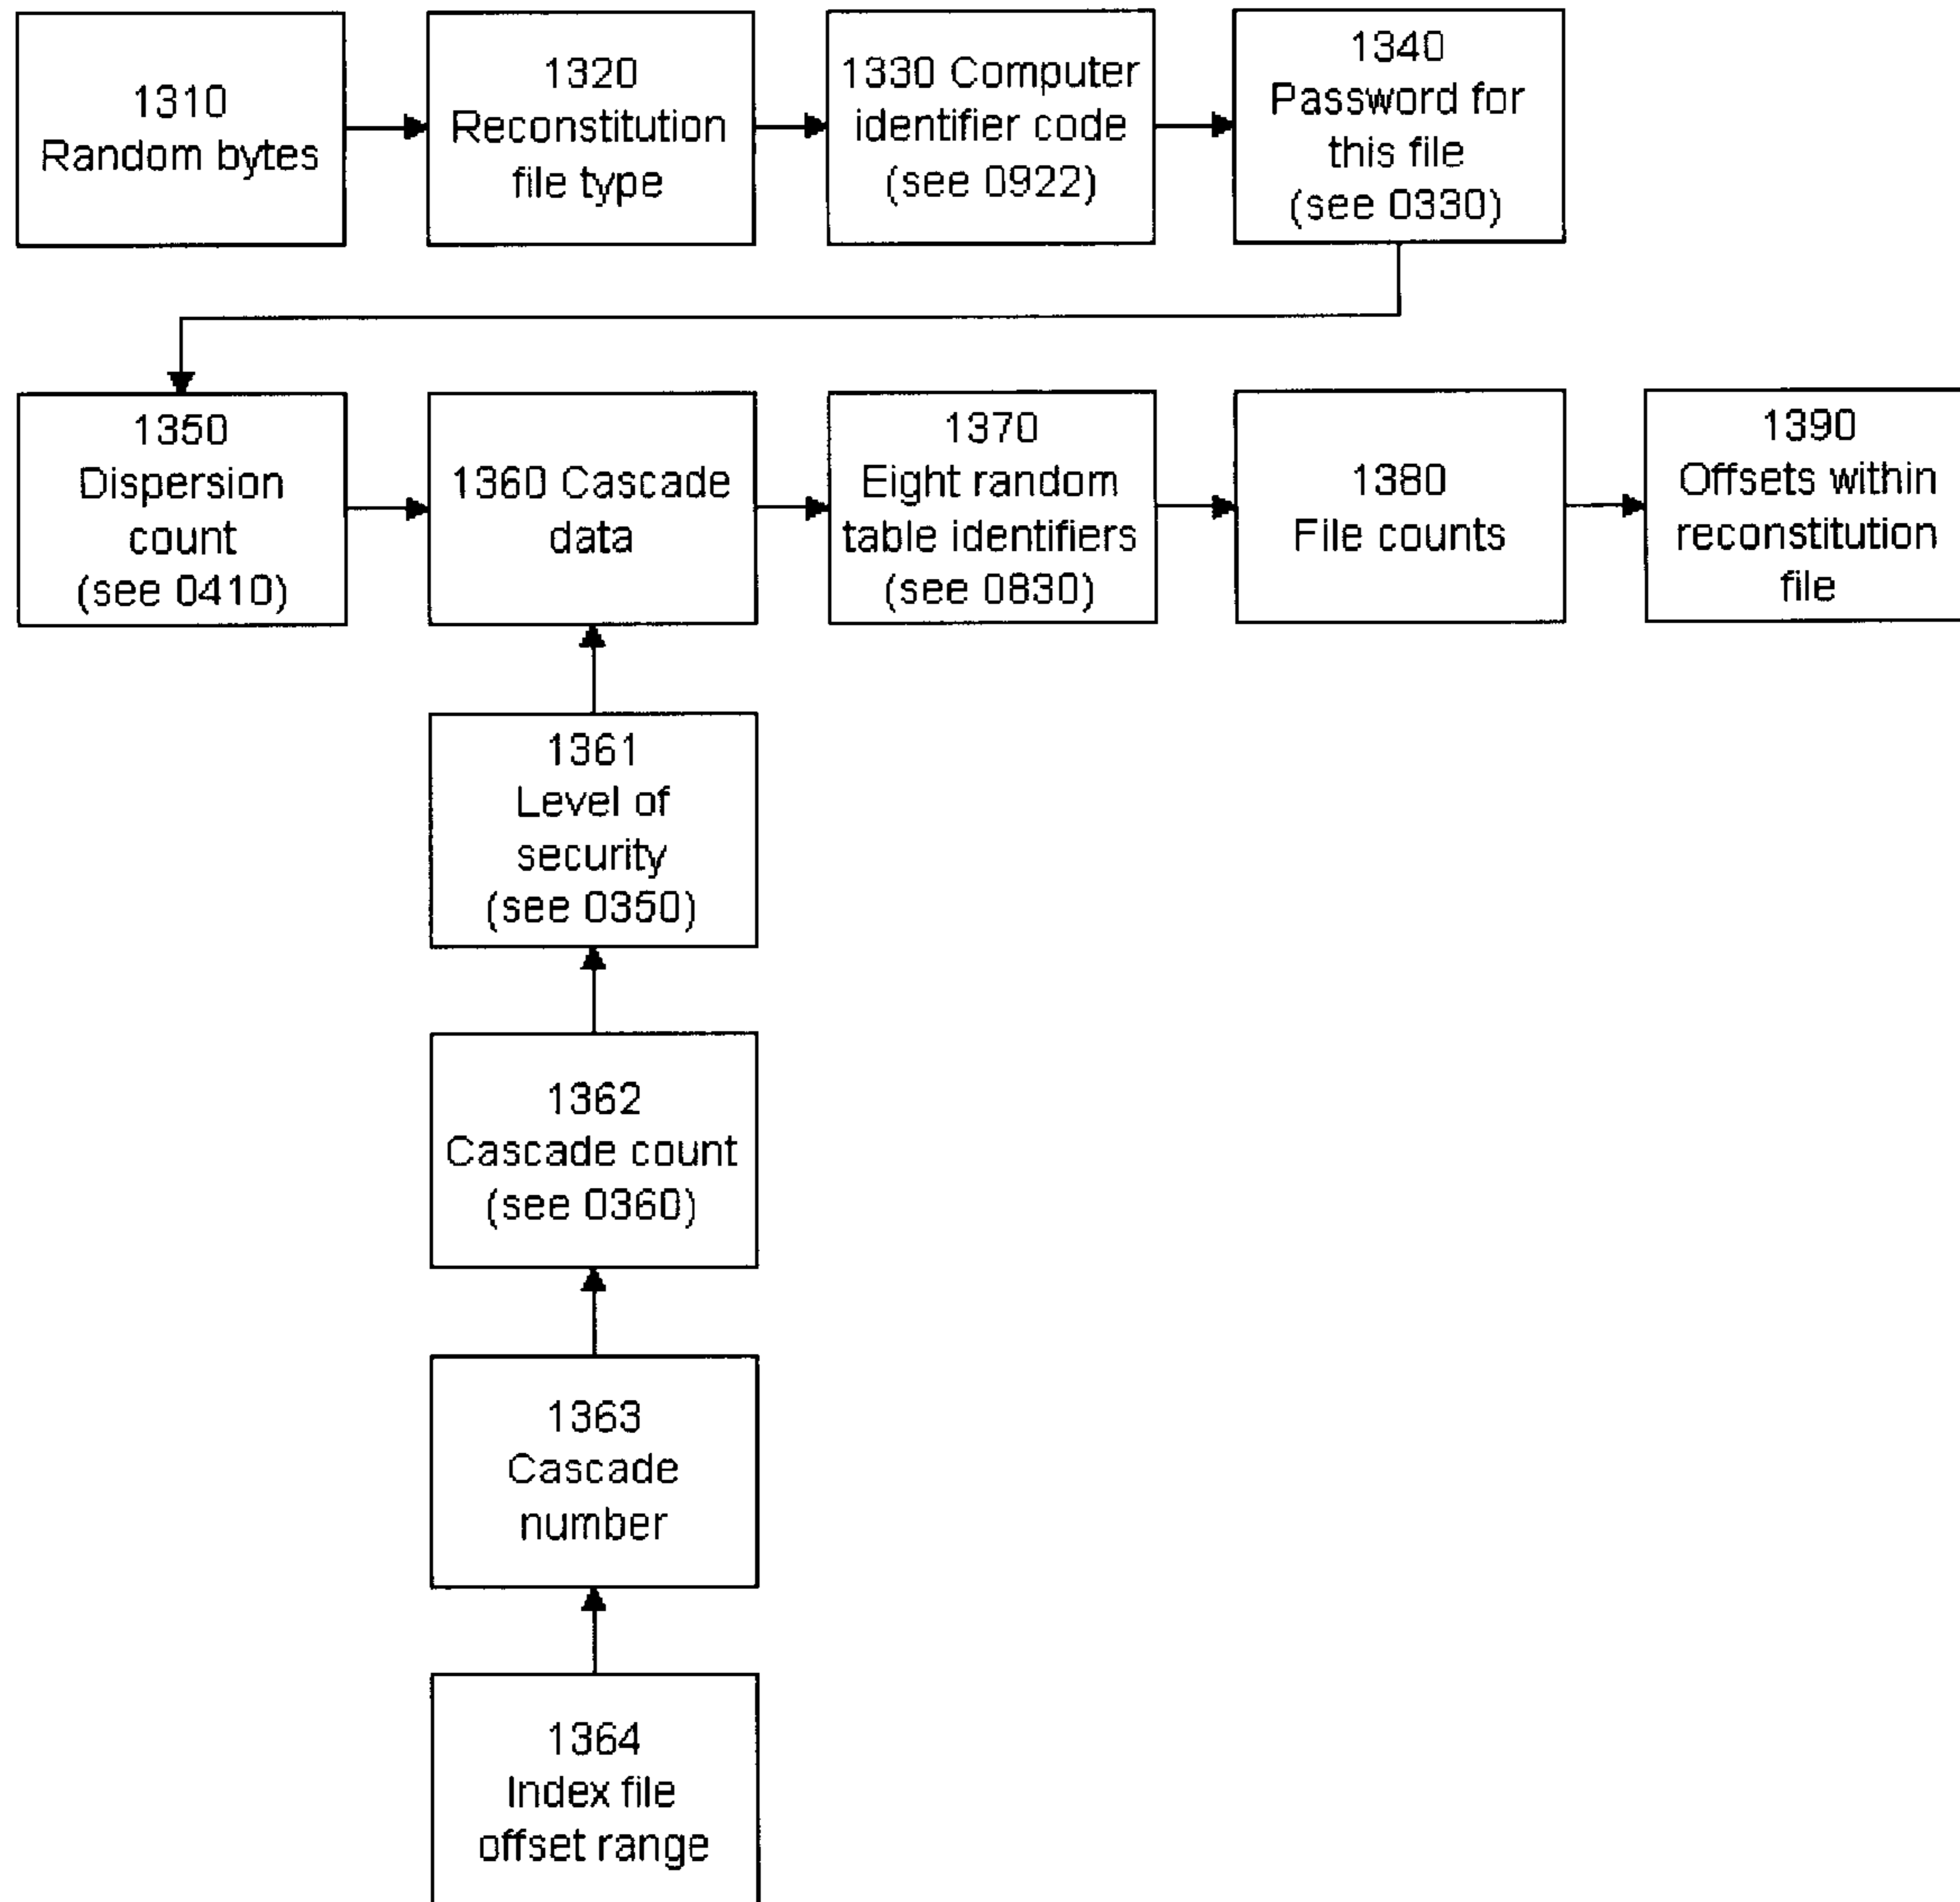 1310
Random bytes
1320
Reconstitution
file type
1330 Computer
identifier code
(see 0922)
1340
Password for
this file
(see 0330)
1350
Dispersion
count
(see 0410)
1360 Cascade
data
1370
Eight random
table identifiers
(see 0830)
1380
File counts
1390
Offsets within
reconstitution
file
1361
Level of
security
(see 0350)
1362
Cascade count
(see 0360)
1363
Cascade
number
1364
Index file
offset range